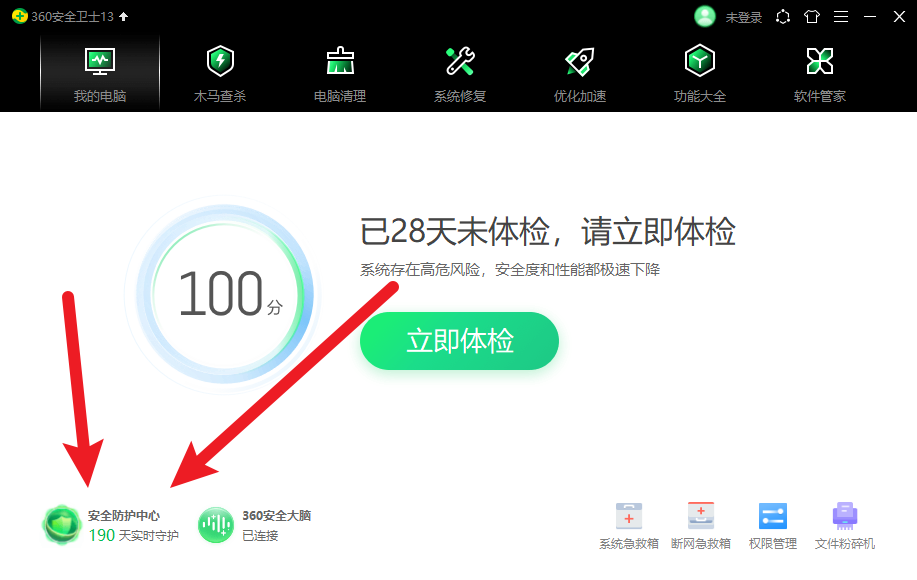 360安全卫士13
未登录
我的电脑
木马查杀
电脑清理
系统修复
优化加速
功能大全
软件管家
100分
已28天未体检，请立即体检
系统存在高危风险，安全度和性能都极速下降
立即体检
安全防护中心
190 天实时守护
360安全大脑
已连接
系统急救箱
断网急救箱
权限管理
文件粉碎机